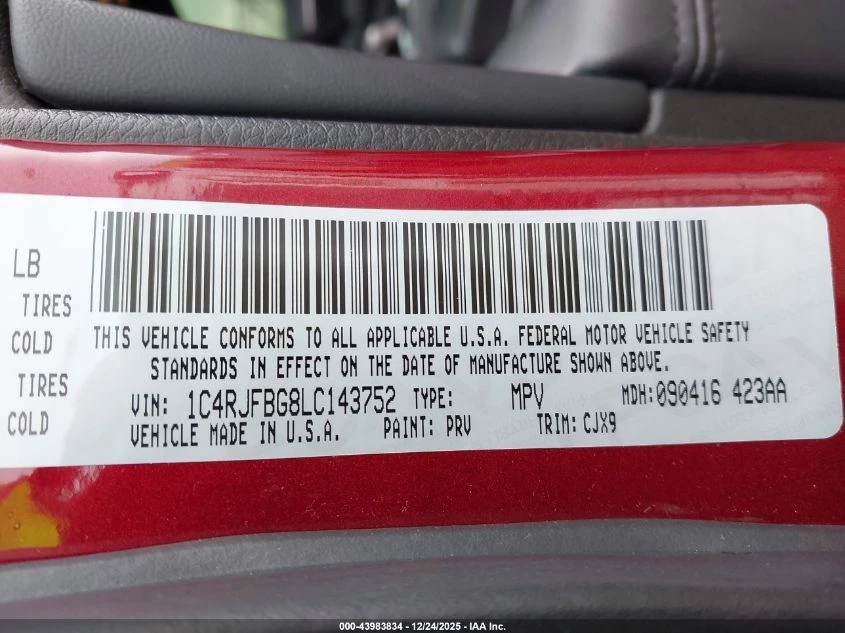 LB
TIRES
COLD
TIRES
COLD
THIS VEHICLE CONFORMS TO ALL APPLICABLE U.S.A. FEDERAL MOTOR VEHICLE SAFETY
STANDARDS IN EFFECT ON THE DATE OF MANUFACTURE SHOWN ABOVE.
VIN: 1C4RJFBG8LC143752 TYPE: MPV MDH:090416 423AA
VEHICLE MADE IN U.S.A. PAINT: PRV TRIM: CJX9
000-43983834 - 12/24/2025 - IAA Inc.